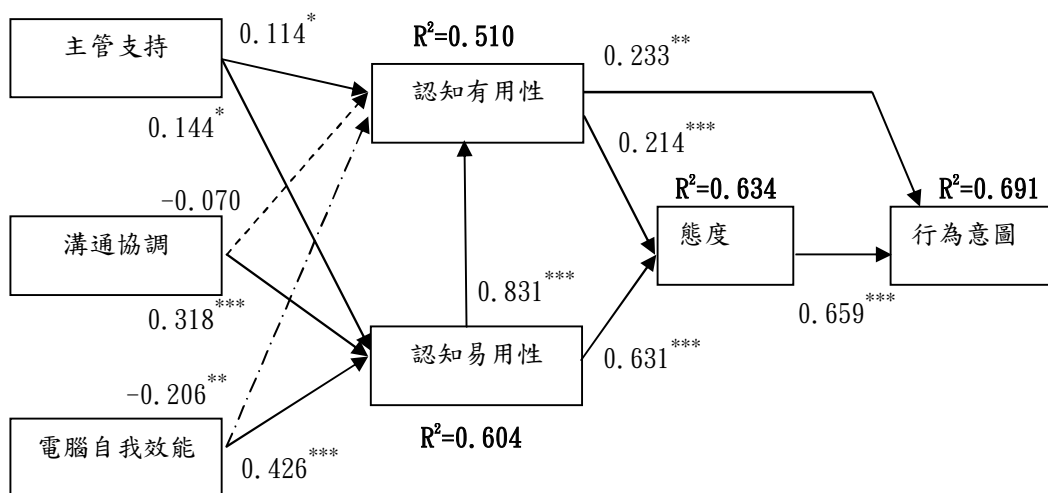 主管支持
0.114*
R²=0.510
認知有用性
0.233**
0.144*
0.214***
-0.070
溝通協調
0.318***
0.831***
R²=0.634
態度
R²=0.691
行為意圖
0.659***
認知易用性
0.631***
R²=0.604
-0.206**
電腦自我效能
0.426***